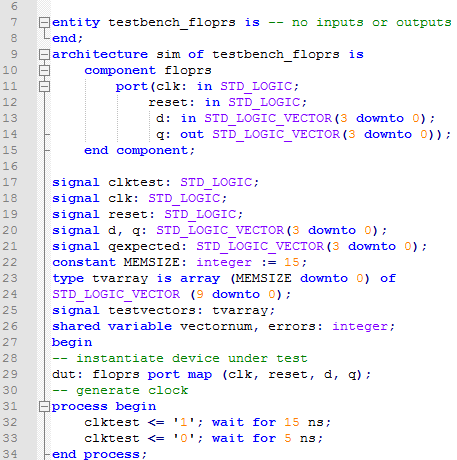 6
7 entity testbench_floprs is -- no inputs or outputs
8 end;
9 architecture sim of testbench_floprs is
10 component floprs
11 port(clk: in STD_LOGIC;
12 reset: in STD_LOGIC;
13 d: in STD_LOGIC_VECTOR(3 downto 0);
14 q: out STD_LOGIC_VECTOR(3 downto 0));
15 end component;
16
17 signal clktest: STD_LOGIC;
18 signal clk: STD_LOGIC;
19 signal reset: STD_LOGIC;
20 signal d, q: STD_LOGIC_VECTOR(3 downto 0);
21 signal qexpected: STD_LOGIC_VECTOR(3 downto 0);
22 constant MEMSIZE: integer := 15;
23 type tvarray is array (MEMSIZE downto 0) of
24 STD_LOGIC_VECTOR (9 downto 0);
25 signal testvectors: tvarray;
26 shared variable vectornum, errors: integer;
27 begin
28 -- instantiate device under test
29 dut: floprs port map (clk, reset, d, q);
30 -- generate clock
31 process begin
32 clktest <= '1'; wait for 15 ns;
33 clktest <= '0'; wait for 5 ns;
34 end process;